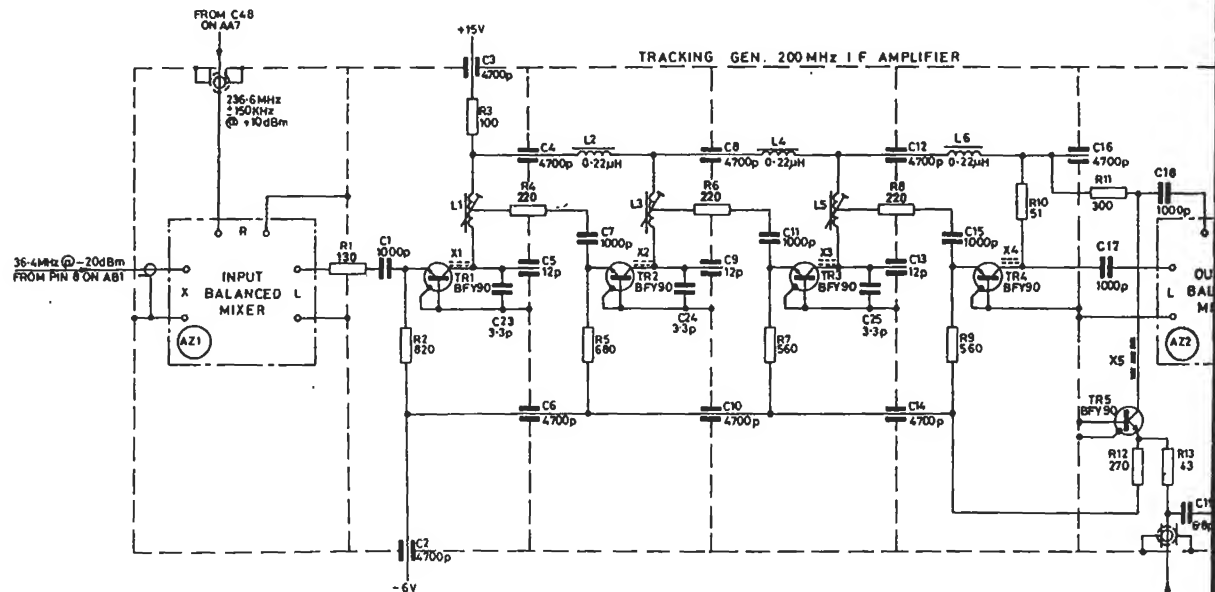 FROM C48
ON AA7
+15V
TRACKING GEN. 200MHz I F AMPLIFIER
C3
4700p
236·6MHz
±150KHz
@ +10dBm
R3
100
C4
4700p
L2
0·22µH
C8
4700p
L4
0·22µH
C12
4700p
L6
0·22µH
C16
4700p
R11
300
C18
1000p
R4
220
R6
220
R8
220
R10
51
L1
L3
L5
R
36·4MHz @ -20dBm
FROM PIN 8 ON AB1
X
INPUT
BALANCED
MIXER
L
AZ1
R1
130
C1
1000p
X1
TR1
BFY90
C5
12p
C7
1000p
X2
TR2
BFY90
C9
12p
C11
1000p
X3
TR3
BFY90
C13
12p
C15
1000p
X4
TR4
BFY90
C17
1000p
L
OU
BALA
MI
AZ2
C23
3·3p
C24
3·3p
C25
3·3p
R2
820
R5
680
R7
560
R9
560
X5
C6
4700p
C10
4700p
C14
4700p
TR5
BFY90
R12
270
R13
43
C2
4700p
C19
6·8p
-6V